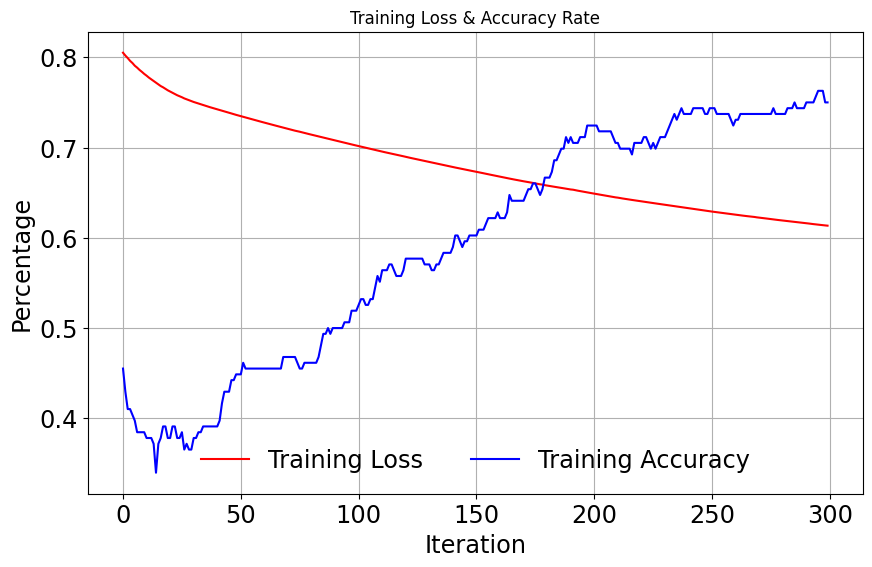 Training Loss & Accuracy Rate
Percentage
0.8
0.7
0.6
0.5
0.4
Training Loss Training Accuracy
0 50 100 150 200 250 300
Iteration